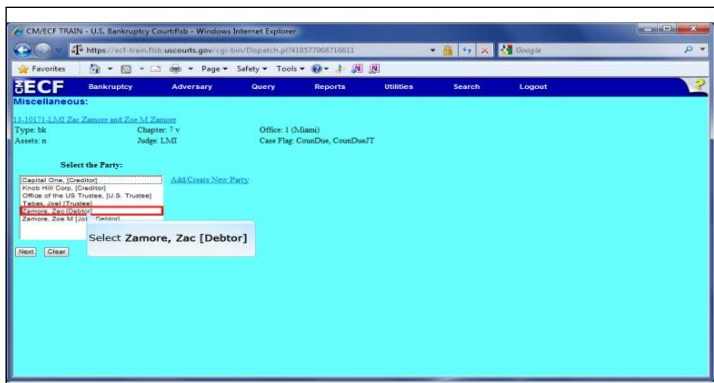 CM/ECF TRAIN - U.S. Bankruptcy Court:flsb - Windows Internet Explorer
https://ecf-train.flsb.uscourts.gov/cgi-bin/Dispatch.pl?418577968716611
Google
Favorites Page Safety Tools
CM ECF Bankruptcy Adversary Query Reports Utilities Search Logout ?
Miscellaneous:
13-10171-LMI Zac Zamore and Zoe M Zamore
Type: bk Chapter: 7 v Office: 1 (Miami)
Assets: n Judge: LMI Case Flag: CounDue, CounDueJT
Select the Party:
Capital One, [Creditor] Add/Create New Party
Knob Hill Corp, [Creditor]
Office of the US Trustee, [U.S. Trustee]
Tabas, Joel [Trustee]
Zamore, Zac [Debtor]
Zamore, Zoe M [Joi Debtor]
Select Zamore, Zac [Debtor]
Next Clear